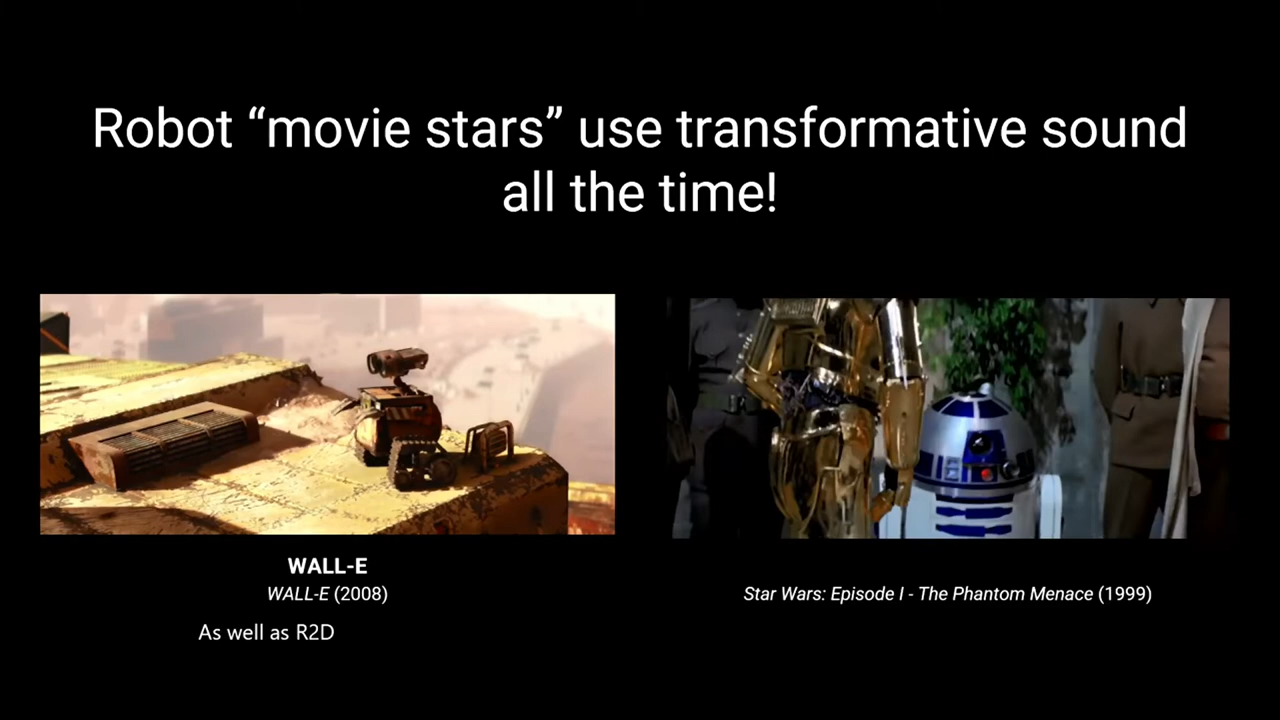 Robot “movie stars” use transformative sound
all the time!
WALL-E
WALL-E (2008)
Star Wars: Episode I - The Phantom Menace (1999)
As well as R2D